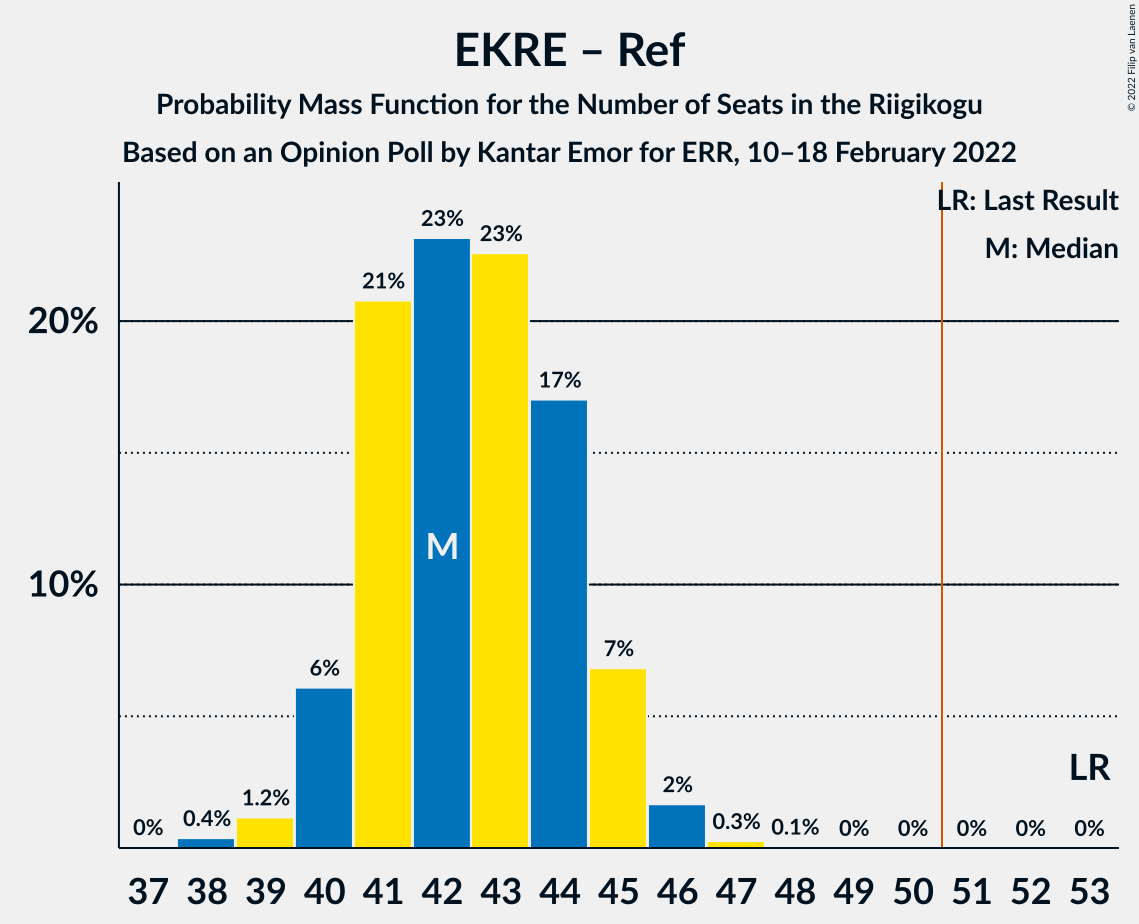 EKRE – Ref
Probability Mass Function for the Number of Seats in the Riigikogu
Based on an Opinion Poll by Kantar Emor for ERR, 10–18 February 2022
© 2022 Filip van Laenen
LR: Last Result
M: Median
20%
10%
0% 0.4% 1.2% 6% 21% 23% 23% 17% 7% 2% 0.3% 0.1% 0% 0% 0% 0% 0%
M
LR
37 38 39 40 41 42 43 44 45 46 47 48 49 50 51 52 53